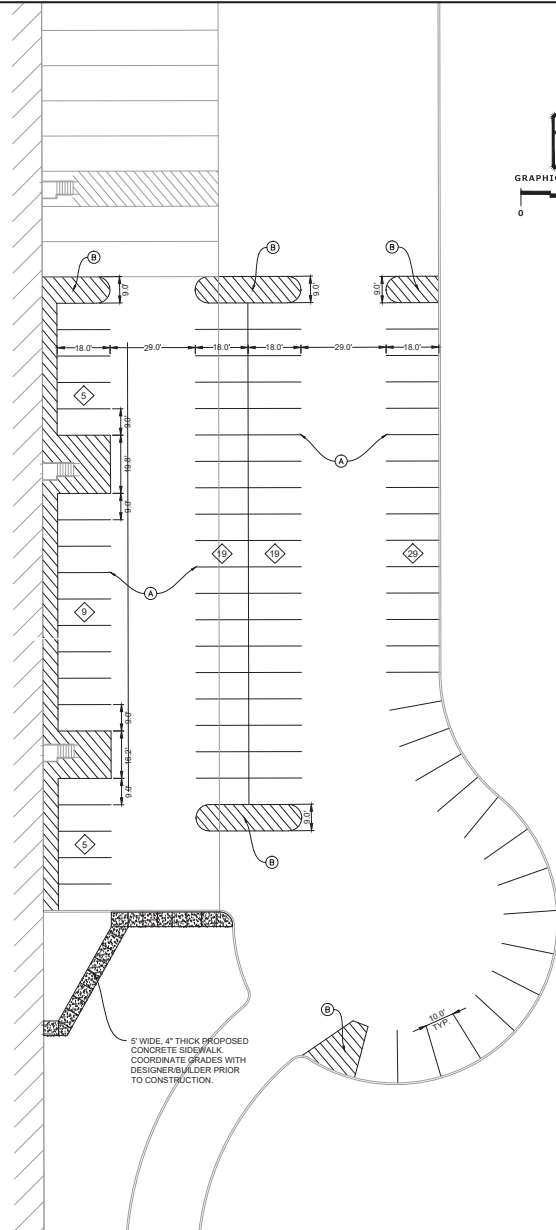 GRAPHIC
0
B
B
B
9.0'
9.0'
9.0'
18.0'
29.0'
18.0'
18.0'
29.0'
18.0'
5
9.0'
A
19.8'
9.0'
19
19
29
A
9
9.0'
16.2'
9.0'
9.0'
5
B
5' WIDE, 4" THICK PROPOSED
CONCRETE SIDEWALK.
COORDINATE GRADES WITH
DESIGNER/BUILDER PRIOR
TO CONSTRUCTION.
B
10.0'
TYP.